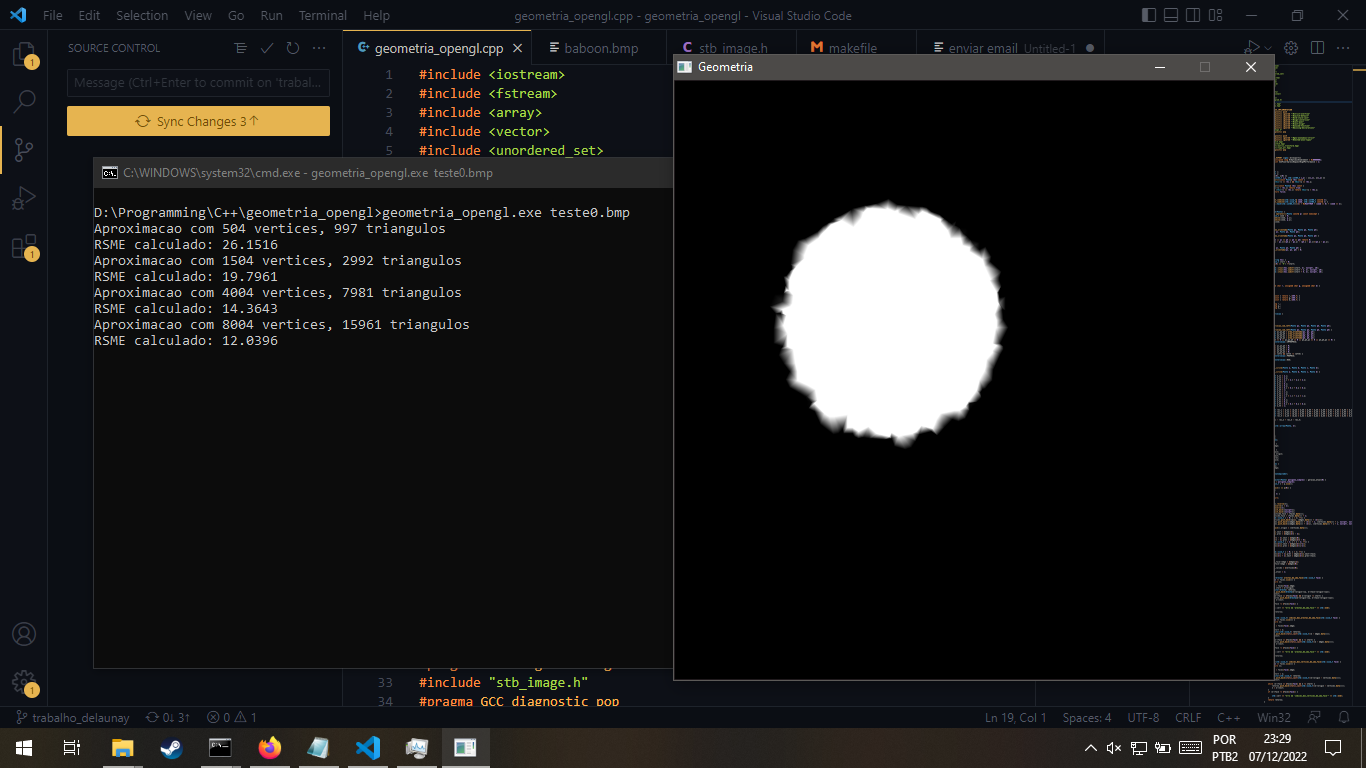 File Edit Selection View Go Run Terminal Help
geometria_opengl.cpp - geometria_opengl - Visual Studio Code
SOURCE CONTROL
geometria_opengl.cpp
baboon.bmp
stb_image.h
makefile
enviar email Untitled-1
Message (Ctrl+Enter to commit on 'trabal...
Sync Changes 3↑
1
1
1
1 #include <iostream>
2 #include <fstream>
3 #include <array>
4 #include <vector>
5 #include <unordered_set>
Geometria
C:\WINDOWS\system32\cmd.exe - geometria_opengl.exe teste0.bmp
D:\Programming\C++\geometria_opengl>geometria_opengl.exe teste0.bmp
Aproximacao com 504 vertices, 997 triangulos
RSME calculado: 26.1516
Aproximacao com 1504 vertices, 2992 triangulos
RSME calculado: 19.7961
Aproximacao com 4004 vertices, 7981 triangulos
RSME calculado: 14.3643
Aproximacao com 8004 vertices, 15961 triangulos
RSME calculado: 12.0396
33 #include "stb_image.h"
34 #pragma GCC diagnostic pop
trabalho_delaunay 0↓ 3↑ 0 1
Ln 19, Col 1 Spaces: 4 UTF-8 CRLF C++ Win32
POR
PTB2
23:29
07/12/2022